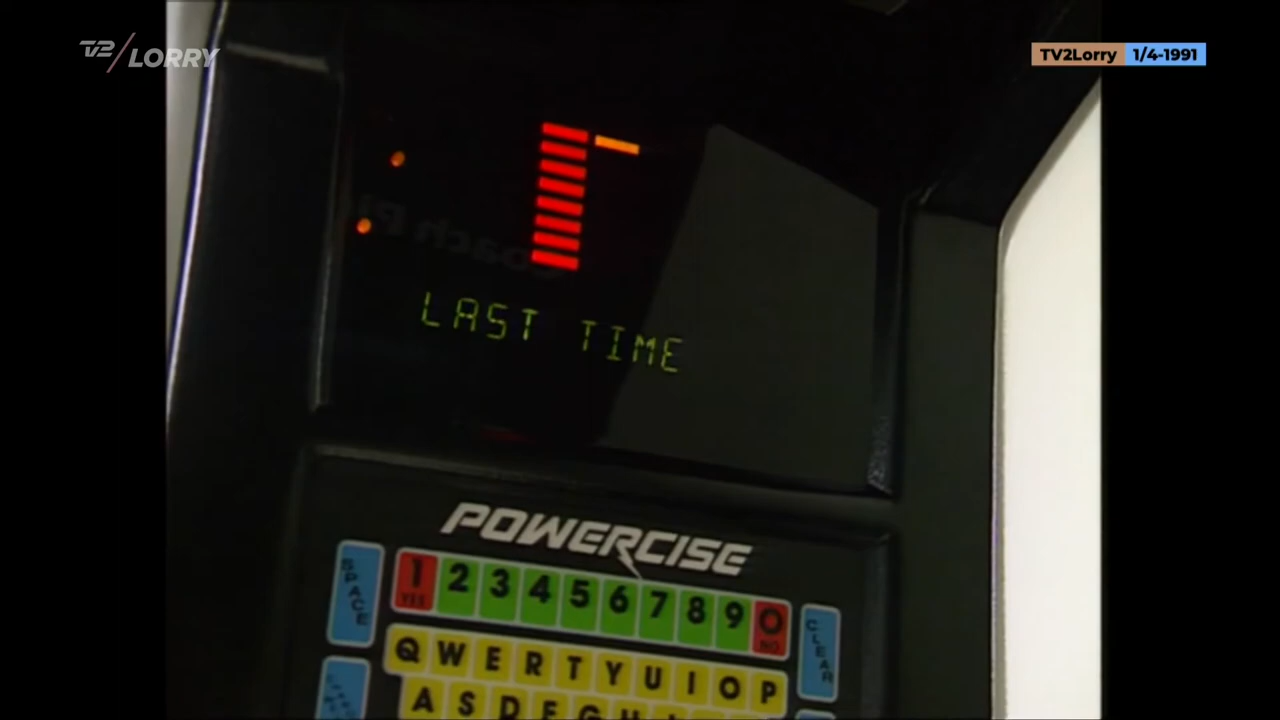 TV2/LORRY
TV2Lorry 1/4-1991
LAST TIME
POWERCISE
SPACE
1 2 3 4 5 6 7 8 9 0
YES NO
CLEAR
Q W E R T Y U I O P
A S D F G H